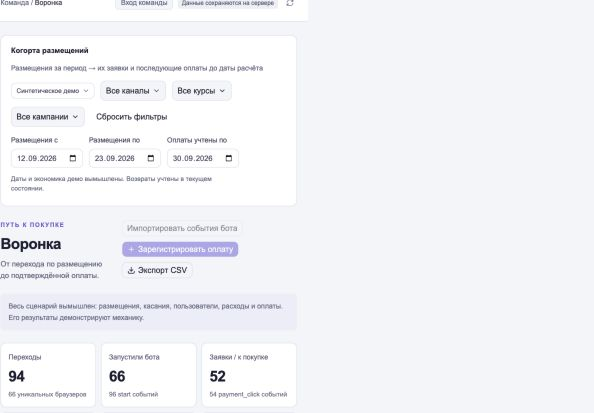 Команда / Воронка
Вход команды
Данные сохраняются на сервере
Когорта размещений
Размещения за период → их заявки и последующие оплаты до даты расчёта
Синтетическое демо
Все каналы
Все курсы
Все кампании
Сбросить фильтры
Размещения с
Размещения по
Оплаты учтены по
12.09.2026
23.09.2026
30.09.2026
Даты и экономика демо вымышлены. Возвраты учтены в текущем
состоянии.
ПУТЬ К ПОКУПКЕ
Воронка
От перехода по размещению
до подтверждённой оплаты.
Импортировать события бота
+ Зарегистрировать оплату
Экспорт CSV
Весь сценарий вымышлен: размещения, касания, пользователи, расходы и оплаты.
Его результаты демонстрируют механику.
Переходы
94
66 уникальных браузеров
Запустили бота
66
96 start событий
Заявки / к покупке
52
54 payment_click событий